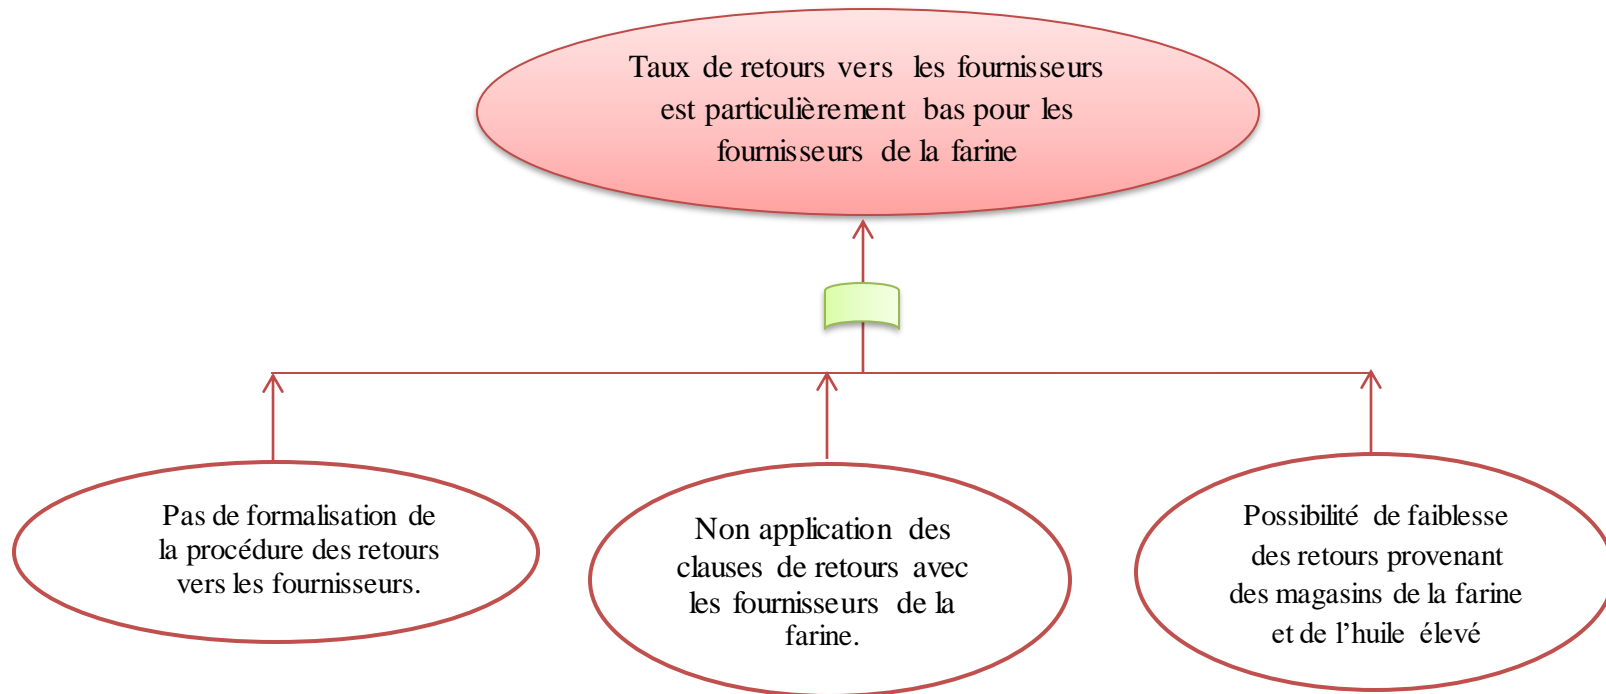 Taux de retours vers les fournisseurs
est particulièrement bas pour les
fournisseurs de la farine
Pas de formalisation de
la procédure des retours
vers les fournisseurs.
Non application des
clauses de retours avec
les fournisseurs de la
farine.
Possibilité de faiblesse
des retours provenant
des magasins de la farine
et de l’huile élevé